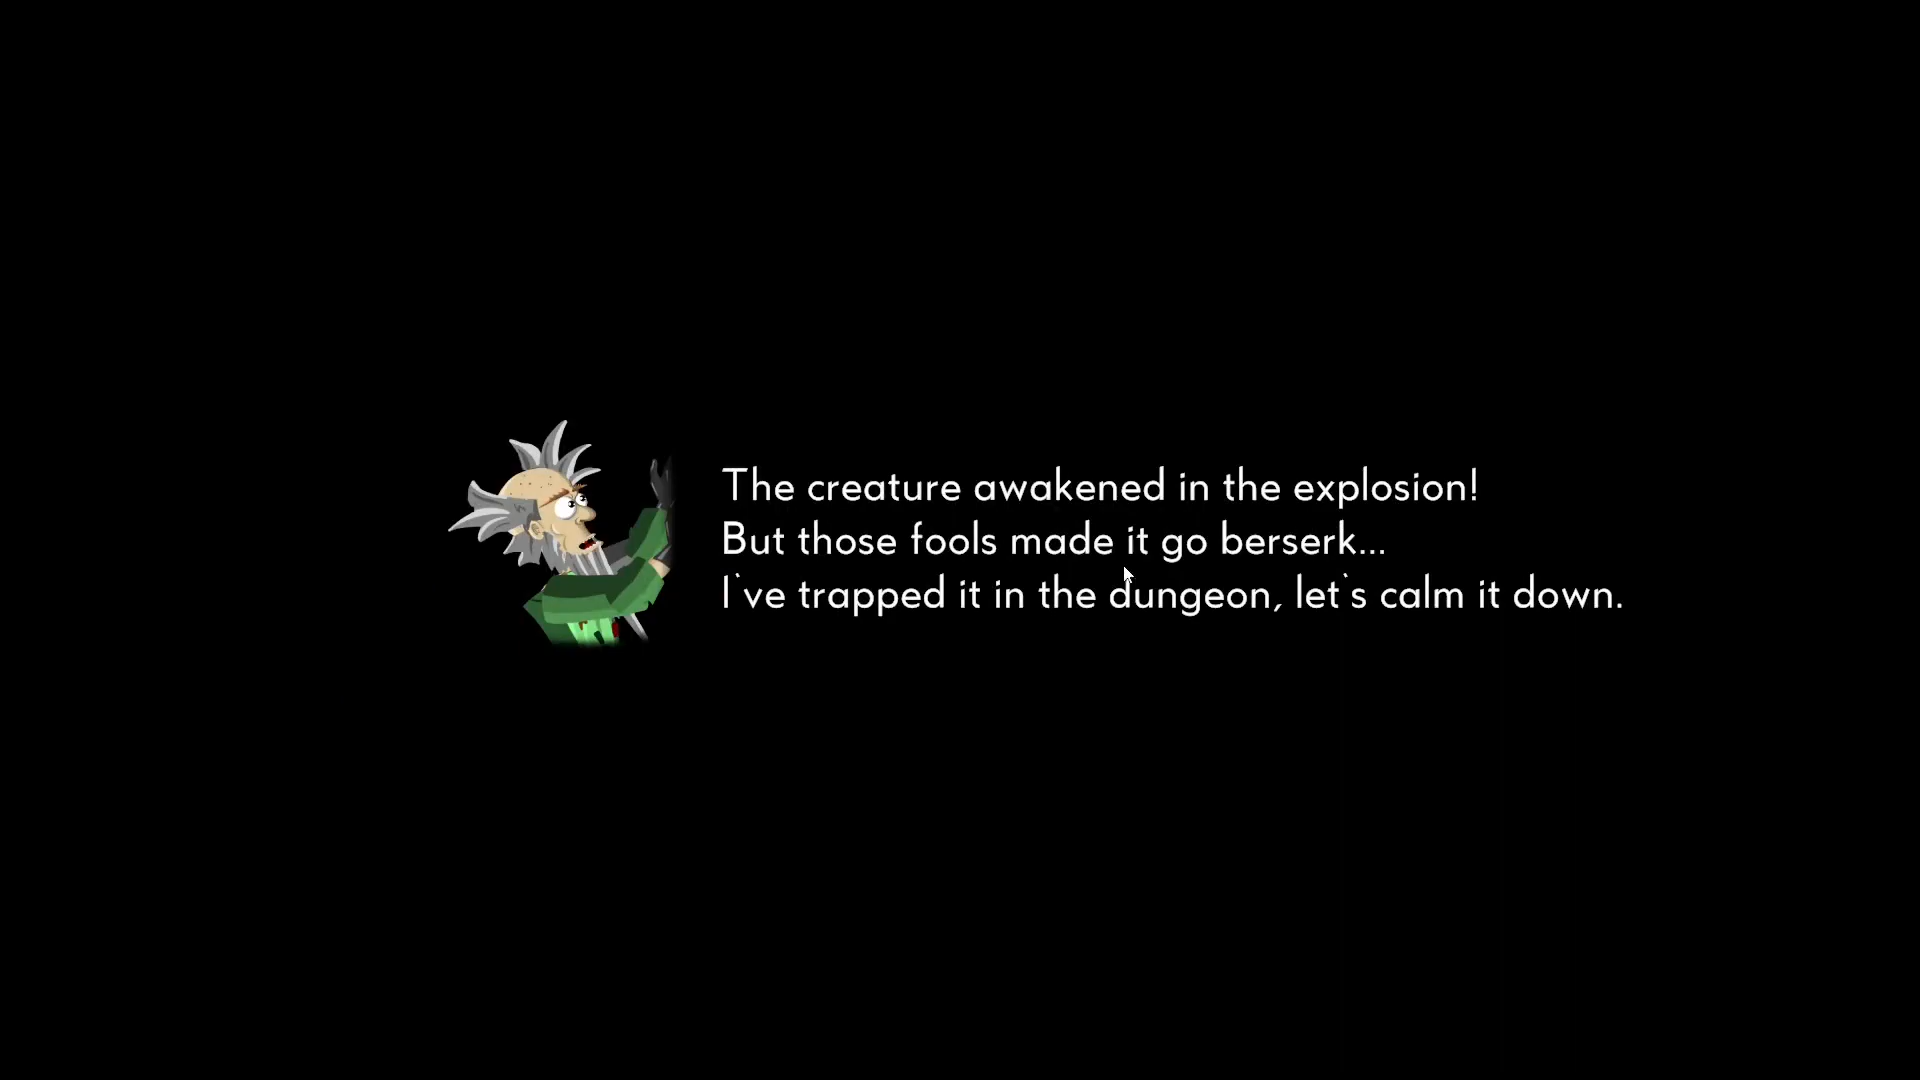 The creature awakened in the explosion!
But those fools made it go berserk...
I`ve trapped it in the dungeon, let`s calm it down.